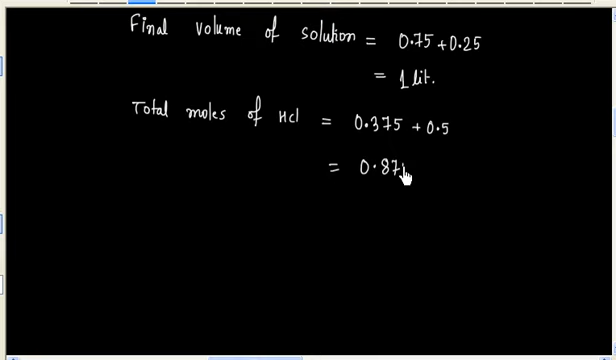 Final volume of solution = 0.75 + 0.25
= 1 lit.
Total moles of HCl = 0.375 + 0.5
= 0.87